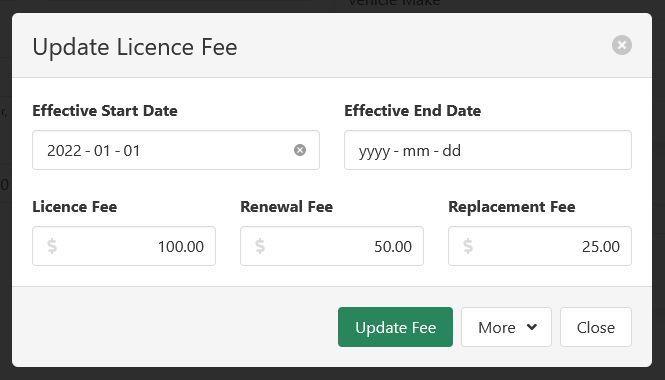 Vehicle Make
Update Licence Fee
Effective Start Date
Effective End Date
2022 - 01 - 01
yyyy - mm - dd
Licence Fee
Renewal Fee
Replacement Fee
$ 100.00
$ 50.00
$ 25.00
Update Fee
More
Close